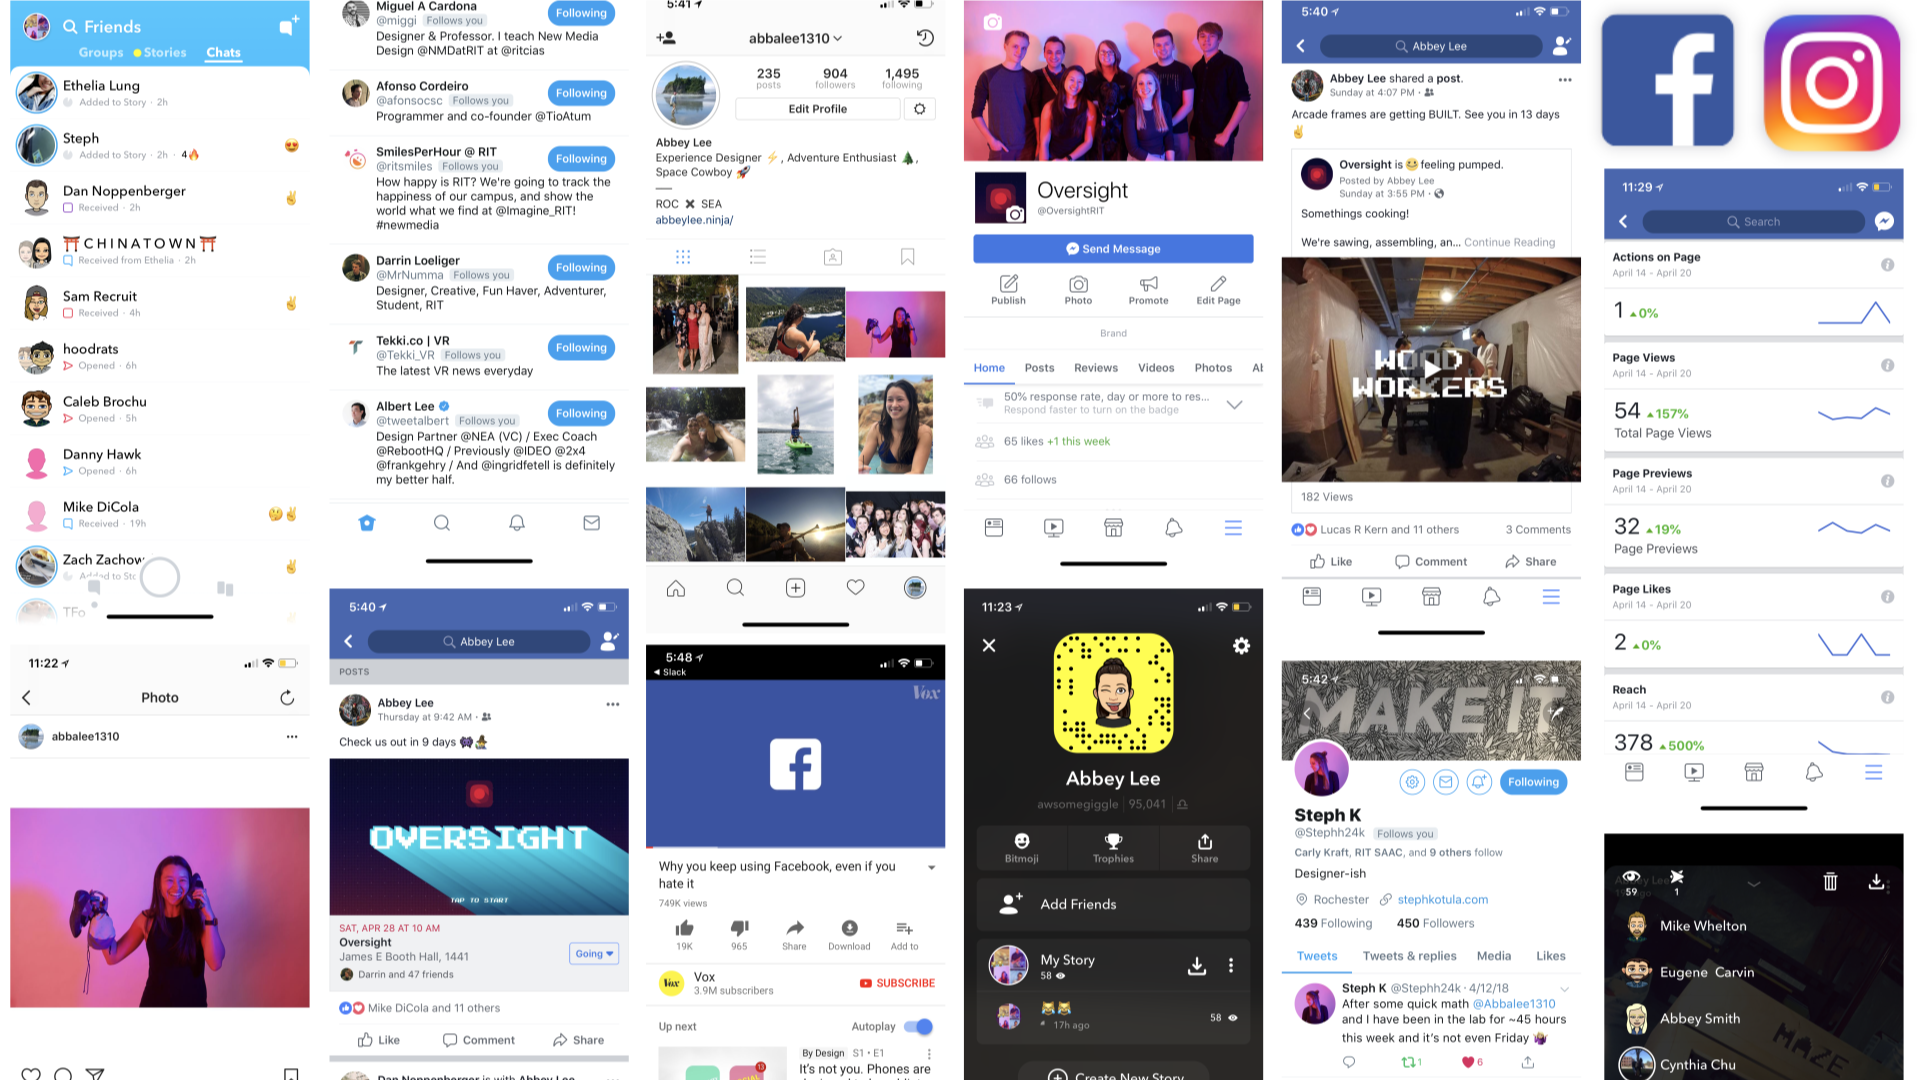 Friends
Groups
Stories
Chats
Ethelia Lung
Added to Story · 2h
Steph
Added to Story · 2h · 4🔥
Dan Noppenberger
Received · 2h
⛩️ C H I N A T O W N ⛩️
Received from Ethelia · 2h
Sam Recruit
Received · 4h
hoodrats
Opened · 6h
Caleb Brochu
Opened · 5h
Danny Hawk
Opened · 6h
Mike DiCola
Received · 19h
Zach Zachow
Added to Sto
TFo
11:22
Photo
abbalee1310
Miguel A Cardona
@miggi Follows you
Following
Designer & Professor. I teach New Media
Design @NMDatRIT at @ritcias
Afonso Cordeiro
@afonsocsc Follows you
Following
Programmer and co-founder @TioAtum
SmilesPerHour @ RIT
@ritsmiles Follows you
Following
How happy is RIT? We're going to track the
happiness of our campus, and show the
world what we find at @Imagine_RIT!
#newmedia
Darrin Loeliger
@MrNumma Follows you
Following
Designer, Creative, Fun Haver, Adventurer,
Student, RIT
Tekki.co | VR
@Tekki_VR Follows you
Following
The latest VR news everyday
Albert Lee
@tweetalbert Follows you
Following
Design Partner @NEA (VC) / Exec Coach
@RebootHQ / Previously @IDEO @2x4
@frankgehry / And @ingridfetell is definitely
my better half.
5:40
Abbey Lee
POSTS
Abbey Lee
Thursday at 9:42 AM
Check us out in 9 days
OVERSIGHT
TAP TO START
SAT, APR 28 AT 10 AM
Oversight
James E Booth Hall, 1441
Darrin and 47 friends
Going
Mike DiCola and 11 others
Like
Comment
Share
Dan Noppenberger is with Abbey Lee
5:41
abbalee1310
235
posts
904
followers
1,495
following
Edit Profile
Abbey Lee
Experience Designer ⚡, Adventure Enthusiast 🌲,
Space Cowboy 🚀
—
ROC ✖ SEA
abbeylee.ninja/
5:48
Slack
Vox
f
Why you keep using Facebook, even if you
hate it
749K views
19K
965
Share
Download
Add to
Vox
Vox
3.9M subscribers
SUBSCRIBE
Up next
Autoplay
By Design S1 • E1
It's not you. Phones are
13
Oversight
@OversightRIT
Send Message
Publish
Photo
Promote
Edit Page
Brand
Home
Posts
Reviews
Videos
Photos
Al
50% response rate, day or more to res...
Respond faster to turn on the badge
65 likes +1 this week
66 follows
11:23
Abbey Lee
awsomegiggle | 95,041
Bitmoji
Trophies
Share
Add Friends
My Story
58
17h ago
58
Create New Story
5:40
Abbey Lee
Abbey Lee shared a post.
Sunday at 4:07 PM
Arcade frames are getting BUILT. See you in 13 days
✌
Oversight is 😀 feeling pumped.
Posted by Abbey Lee
Sunday at 3:55 PM
Somethings cooking!
We're sawing, assembling, an... Continue Reading
WOOD
WORKERS
182 Views
Lucas R Kern and 11 others
3 Comments
Like
Comment
Share
5:42
MAKE IT
Following
Steph K
@Stephh24k Follows you
Carly Kraft, RIT SAAC, and 9 others follow
Designer-ish
Rochester
stephkotula.com
439 Following
450 Followers
Tweets
Tweets & replies
Media
Likes
Steph K @Stephh24k · 4/12/18
After some quick math @Abbalee1310
and I have been in the lab for ~45 hours
this week and it's not even Friday
1
6
f
11:29
Search
Actions on Page
April 14 - April 20
1 0%
Page Views
April 14 - April 20
54 157%
Total Page Views
Page Previews
April 14 - April 20
32 19%
Page Previews
Page Likes
April 14 - April 20
2 0%
Reach
April 14 - April 20
378 500%
59
1
Mike Whelton
Eugene Carvin
Abbey Smith
Cynthia Chu
MAZE